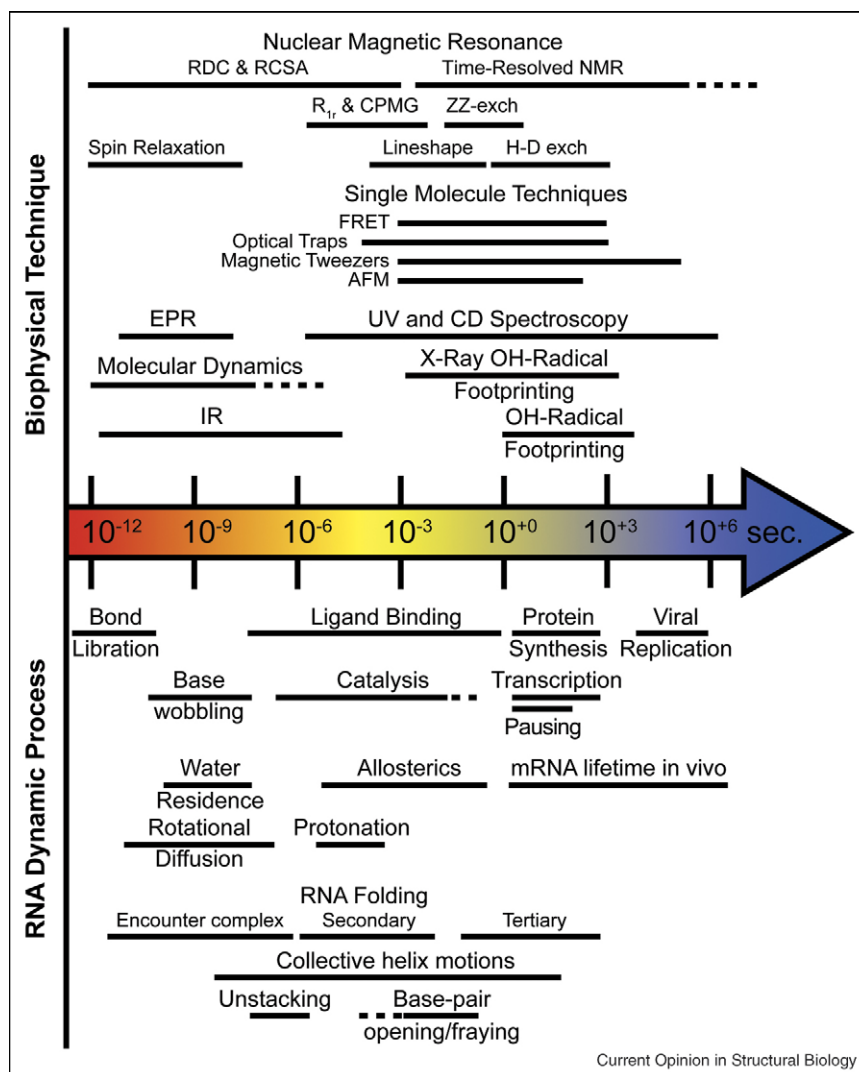 Nuclear Magnetic Resonance
RDC & RCSA Time-Resolved NMR
R1r & CPMG ZZ-exch
Spin Relaxation Lineshape H-D exch
Single Molecule Techniques
FRET
Optical Traps
Magnetic Tweezers
AFM
EPR UV and CD Spectroscopy
Molecular Dynamics X-Ray OH-Radical
Footprinting
IR OH-Radical
Footprinting
Biophysical Technique
10-12 10-9 10-6 10-3 10+0 10+3 10+6 sec.
Bond Ligand Binding Protein Viral
Libration Synthesis Replication
Base Catalysis Transcription
wobbling Pausing
Water Allosterics mRNA lifetime in vivo
Residence
Rotational Protonation
Diffusion
RNA Folding
Encounter complex Secondary Tertiary
Collective helix motions
Unstacking Base-pair
opening/fraying
RNA Dynamic Process
Current Opinion in Structural Biology